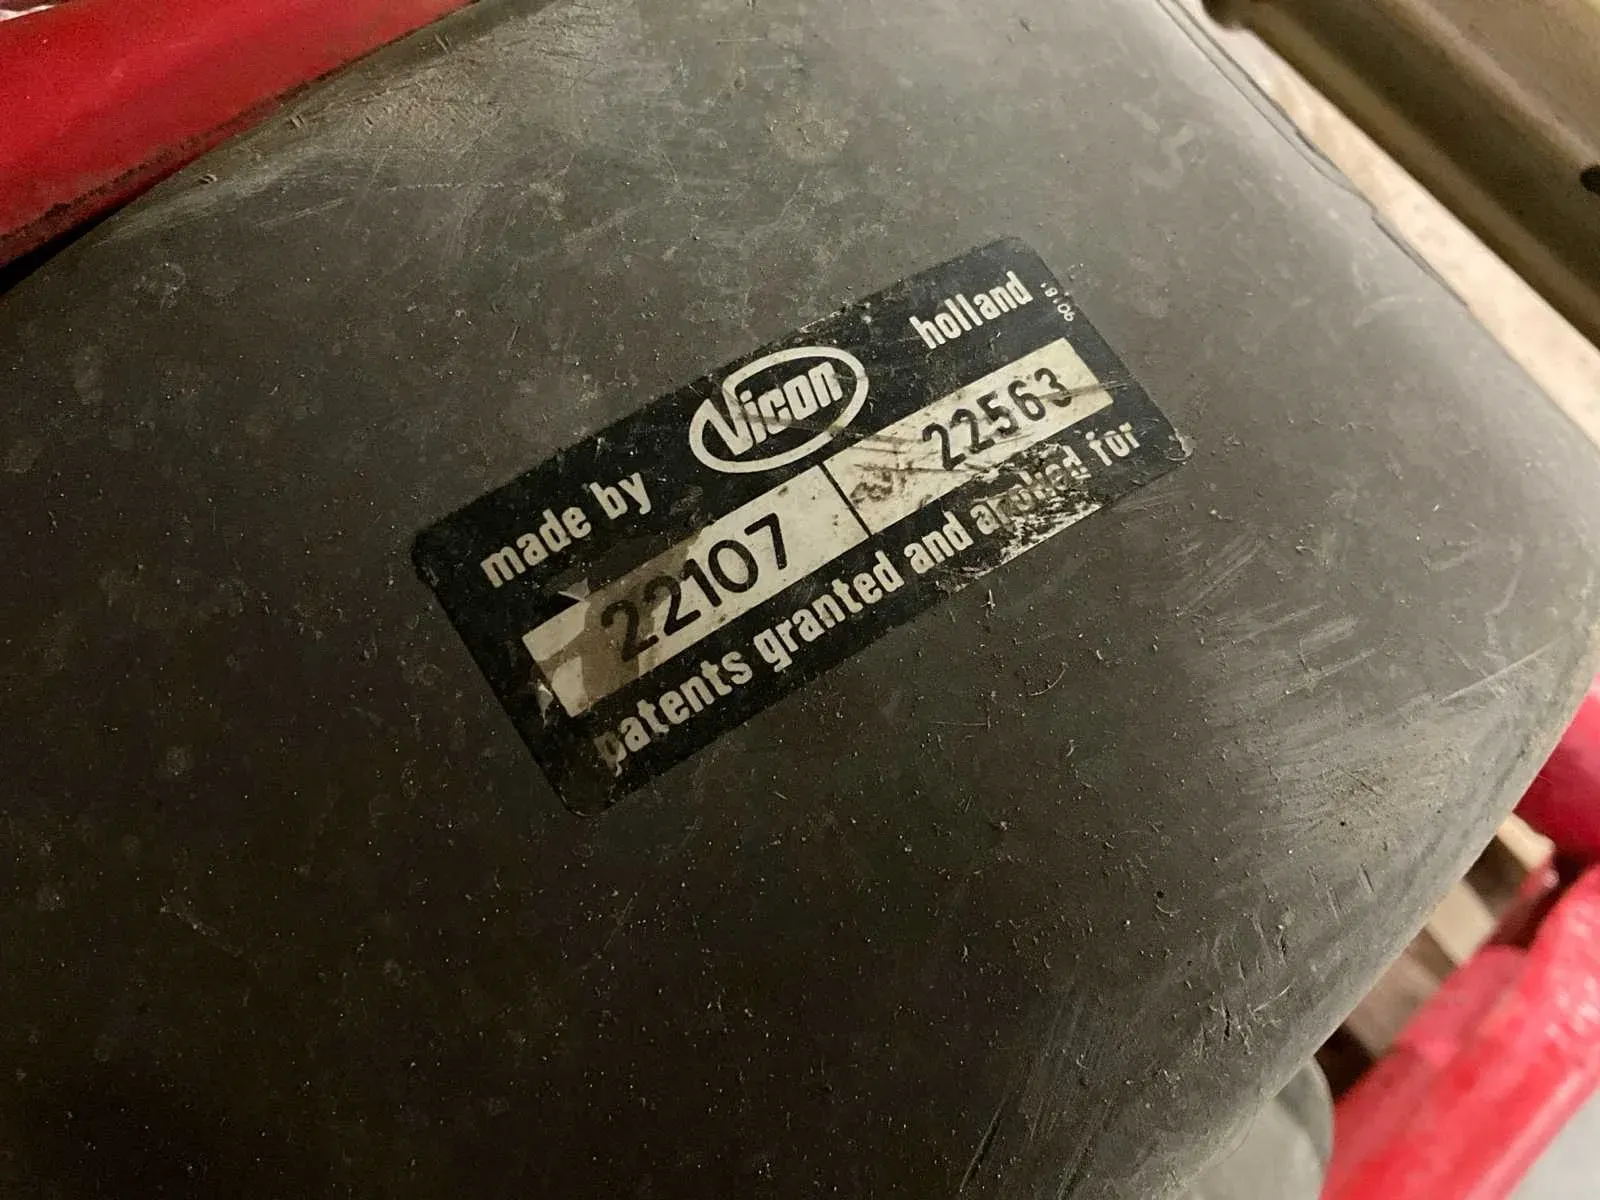 made by Vicon holland
22107 22563
patents granted and applied for